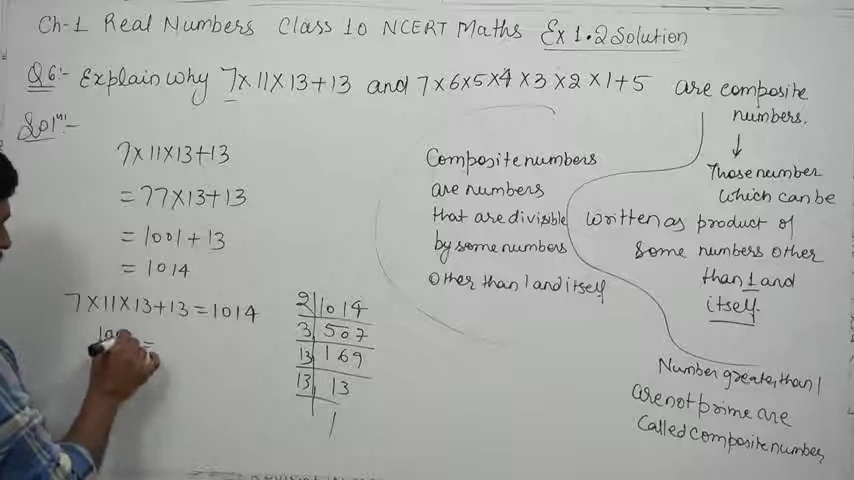 Ch-1 Real Numbers Class 10 NCERT Maths Ex 1.2 Solution
Q6:- Explain why 7×11×13+13 and 7×6×5×4×3×2×1+5 are composite
numbers.
Solⁿ:-
7×11×13+13
= 77×13+13
= 1001+13
= 1014
7×11×13+13=1014
2|1014
3|507
13|169
13|13
1
Composite numbers
are numbers
that are divisible
by some numbers
other than 1 and itself
↓
Those number
which can be
written as product of
some numbers other
than 1 and
itself.
Number greater than 1
are not prime are
called composite number